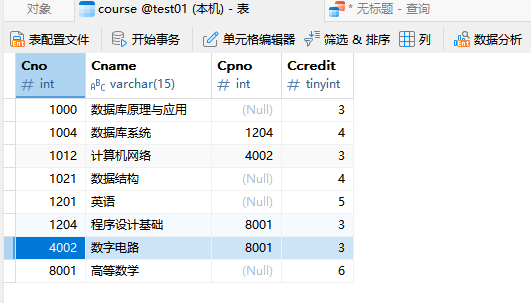 对象 course @test01 (本机) - 表 * 无标题 - 查询
表配置文件 开始事务 单元格编辑器 筛选 & 排序 列 数据分析
Cno Cname Cpno Ccredit
# int ABC varchar(15) # int # tinyint
1000 数据库原理与应用 (Null) 3
1004 数据库系统 1204 4
1012 计算机网络 4002 3
1021 数据结构 (Null) 4
1201 英语 (Null) 5
1204 程序设计基础 8001 3
4002 数字电路 8001 3
8001 高等数学 (Null) 6